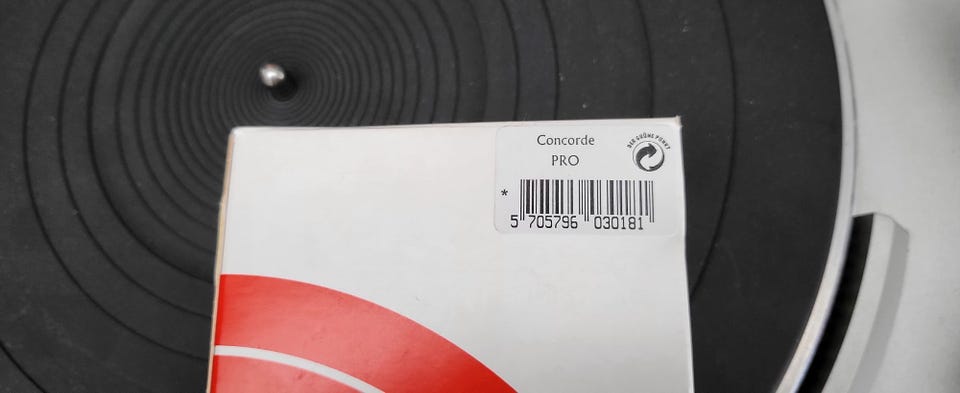 Concorde
PRO
DER GRÜNE PUNKT
*
5 705796 030181